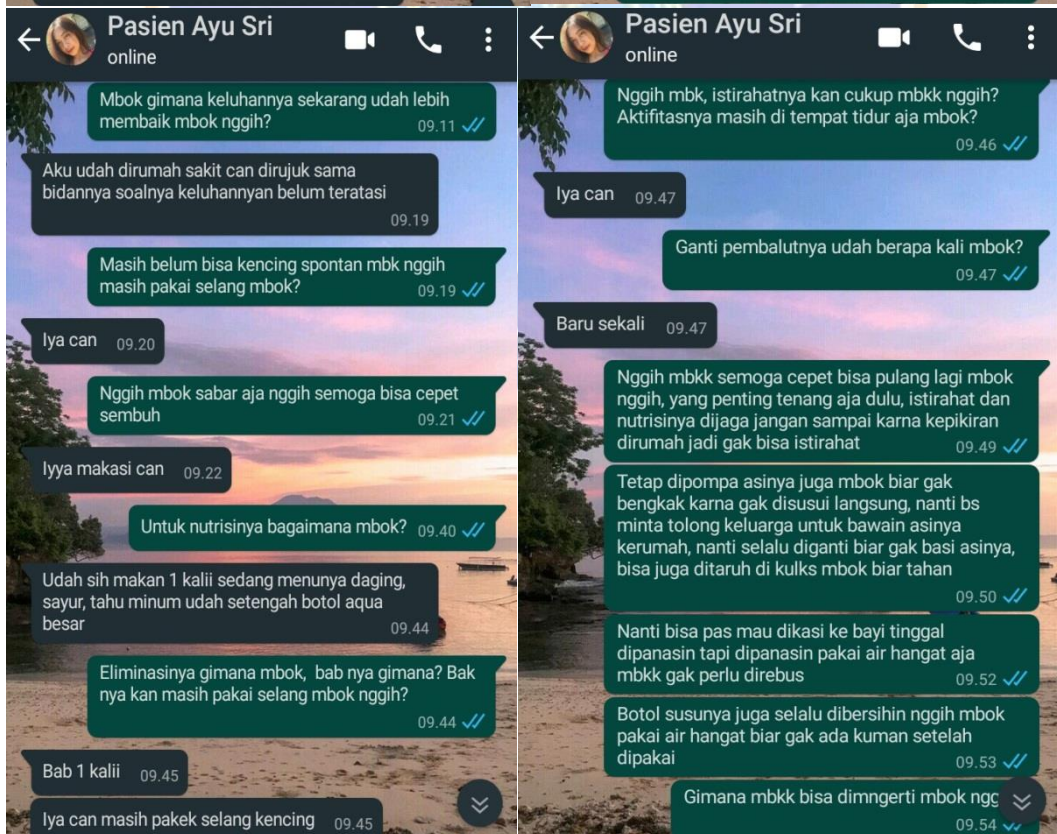 Pasien Ayu Sri
online
Mbok gimana keluhannya sekarang udah lebih
membaik mbok nggih?
09.11
Aku udah dirumah sakit can dirujuk sama
bidannya soalnya keluhannyan belum teratasi
09.19
Masih belum bisa kencing spontan mbk nggih
masih pakai selang mbok?
09.19
Iya can 09.20
Nggih mbok sabar aja nggih semoga bisa cepet
sembuh
09.21
Iyya makasi can 09.22
Untuk nutrisinya bagaimana mbok? 09.40
Udah sih makan 1 kalii sedang menunya daging,
sayur, tahu minum udah setengah botol aqua
besar
09.44
Eliminasinya gimana mbok, bab nya gimana? Bak
nya kan masih pakai selang mbok nggih?
09.44
Bab 1 kalii 09.45
Iya can masih pakek selang kencing 09.45
Pasien Ayu Sri
online
Nggih mbk, istirahatnya kan cukup mbkk nggih?
Aktifitasnya masih di tempat tidur aja mbok?
09.46
Iya can 09.47
Ganti pembalutnya udah berapa kali mbok?
09.47
Baru sekali 09.47
Nggih mbkk semoga cepet bisa pulang lagi mbok
nggih, yang penting tenang aja dulu, istirahat dan
nutrisinya dijaga jangan sampai karna kepikiran
dirumah jadi gak bisa istirahat
09.49
Tetap dipompa asinya juga mbok biar gak
bengkak karna gak disusui langsung, nanti bs
minta tolong keluarga untuk bawain asinya
kerumah, nanti selalu diganti biar gak basi asinya,
bisa juga ditaruh di kulks mbok biar tahan
09.50
Nanti bisa pas mau dikasi ke bayi tinggal
dipanasin tapi dipanasin pakai air hangat aja
mbkk gak perlu direbus
09.52
Botol susunya juga selalu dibersihin nggih mbok
pakai air hangat biar gak ada kuman setelah
dipakai
09.53
Gimana mbkk bisa dimngerti mbok ngg
09.54